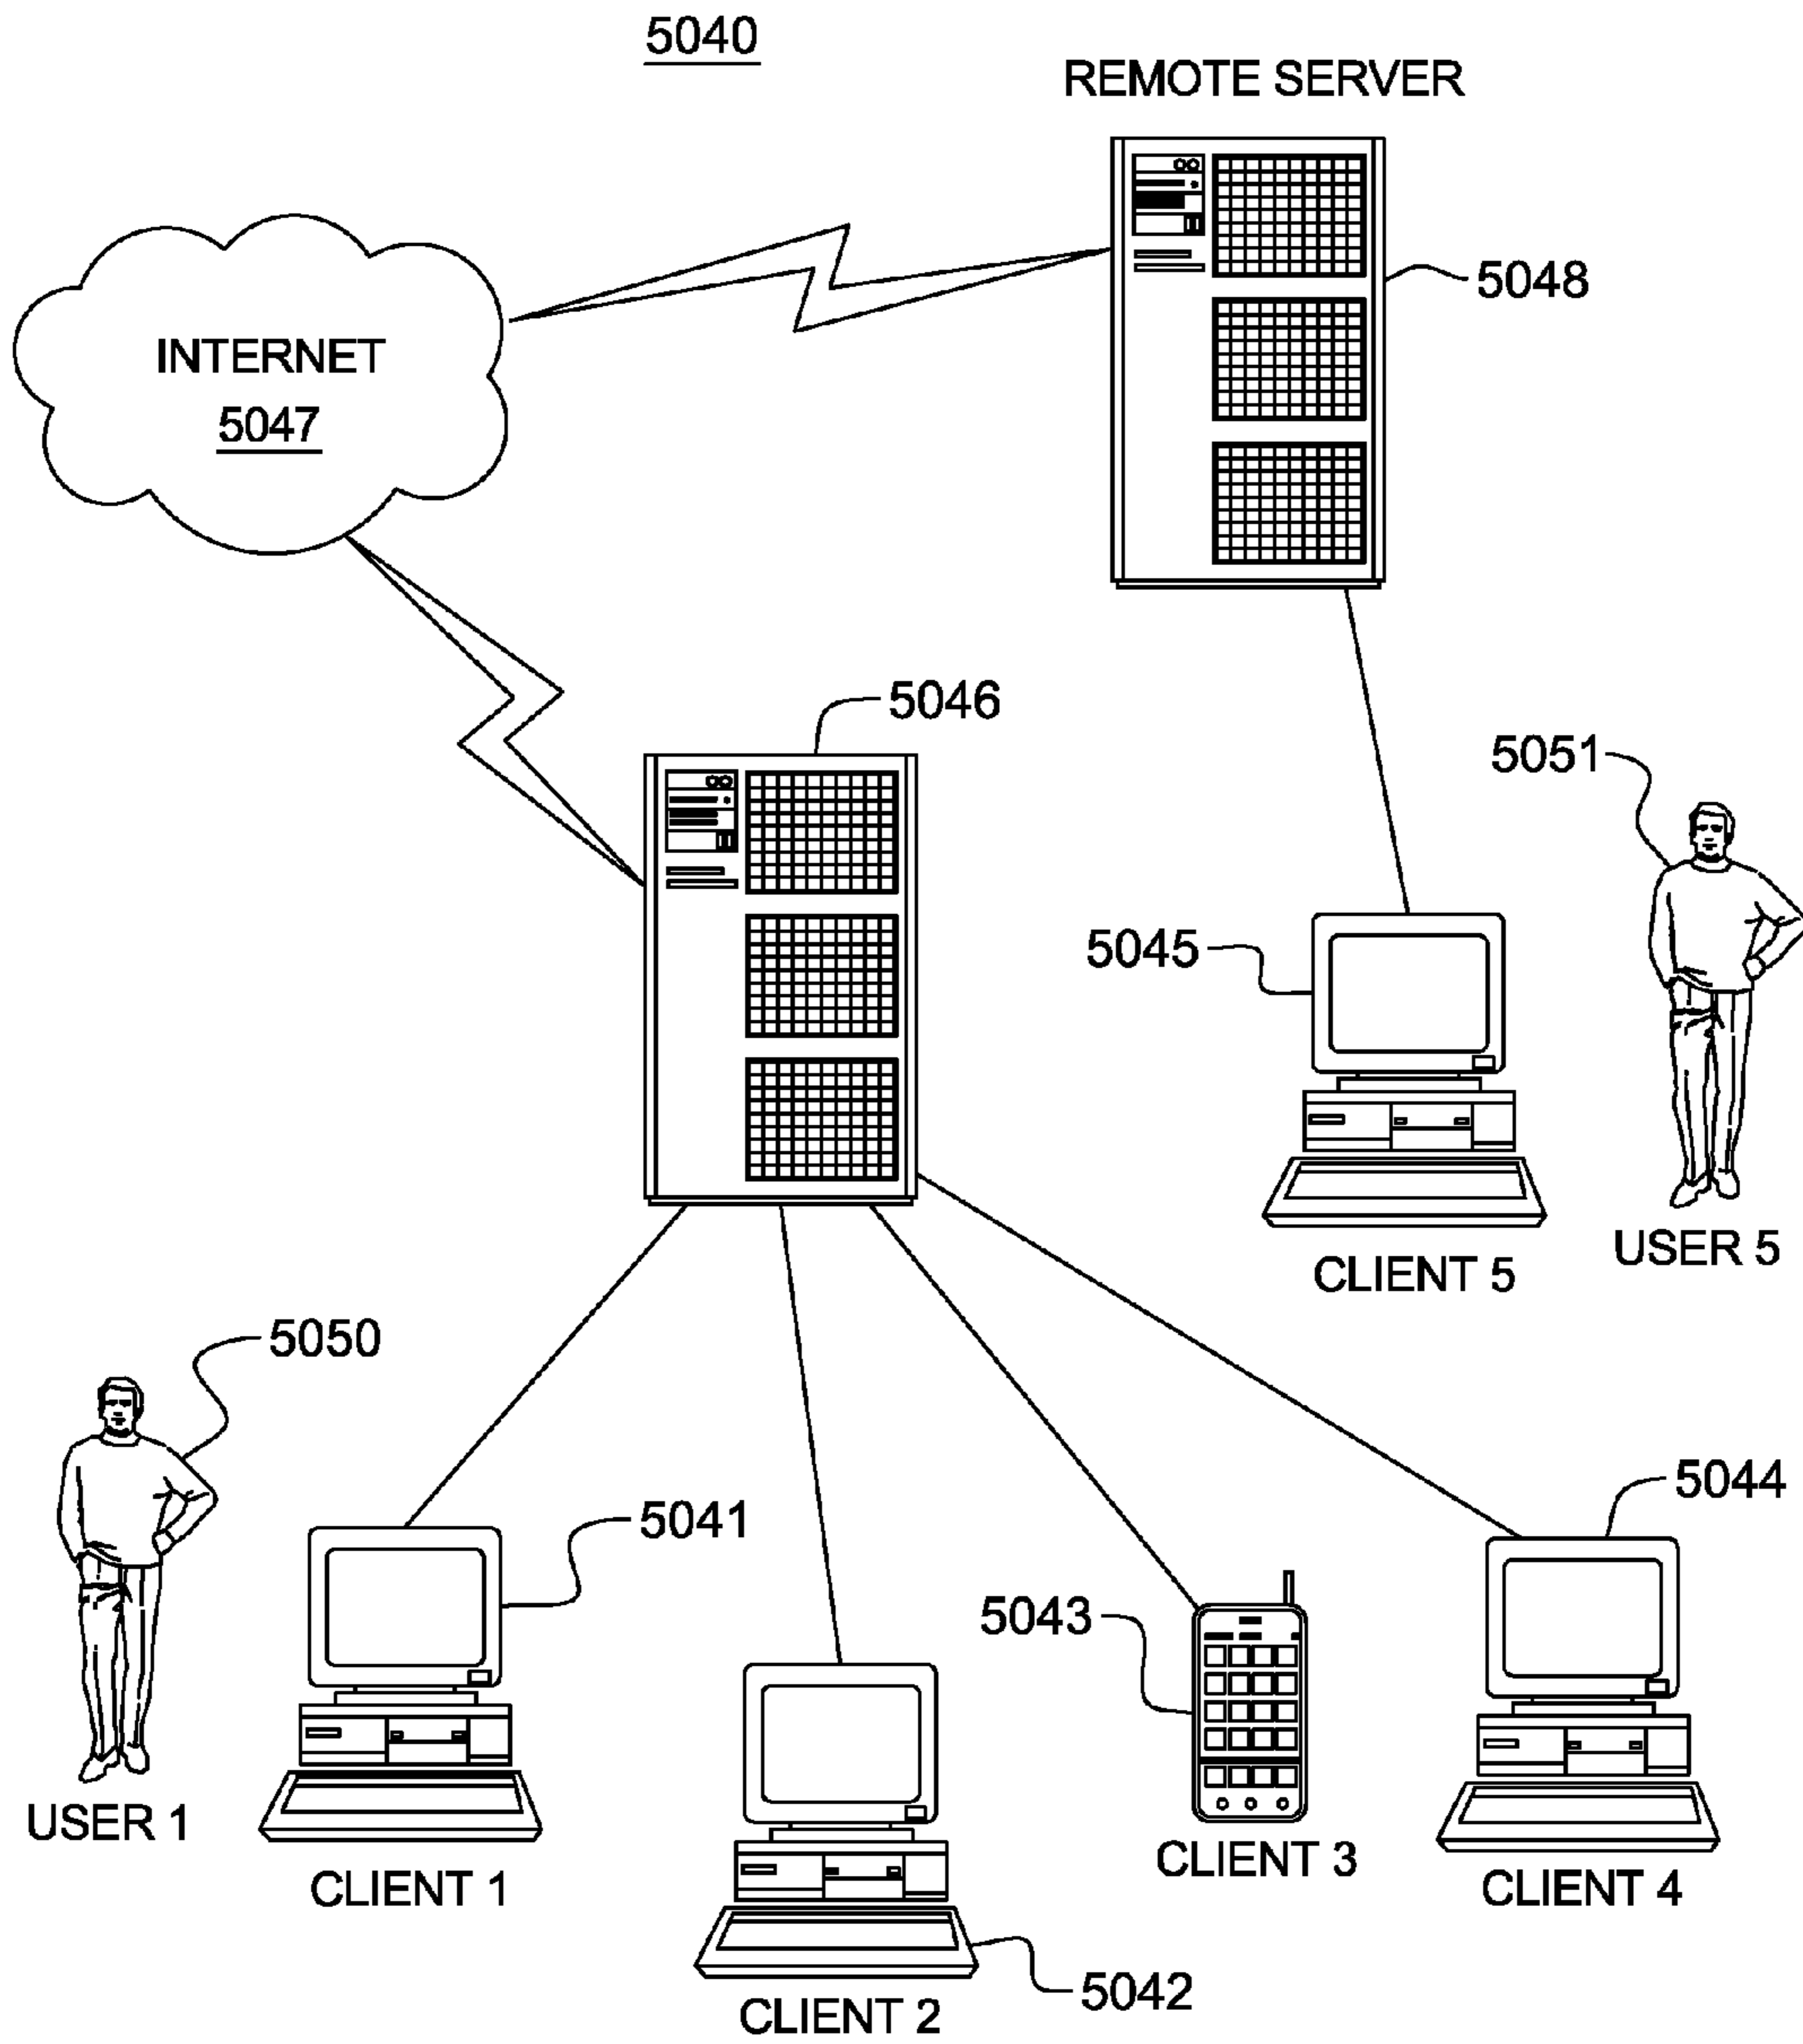 5040
REMOTE SERVER
5048
INTERNET
5047
5046
5051
5045
CLIENT 5
USER 5
5050
5041
5044
5043
USER 1
CLIENT 1
CLIENT 3
CLIENT 4
5042
CLIENT 2